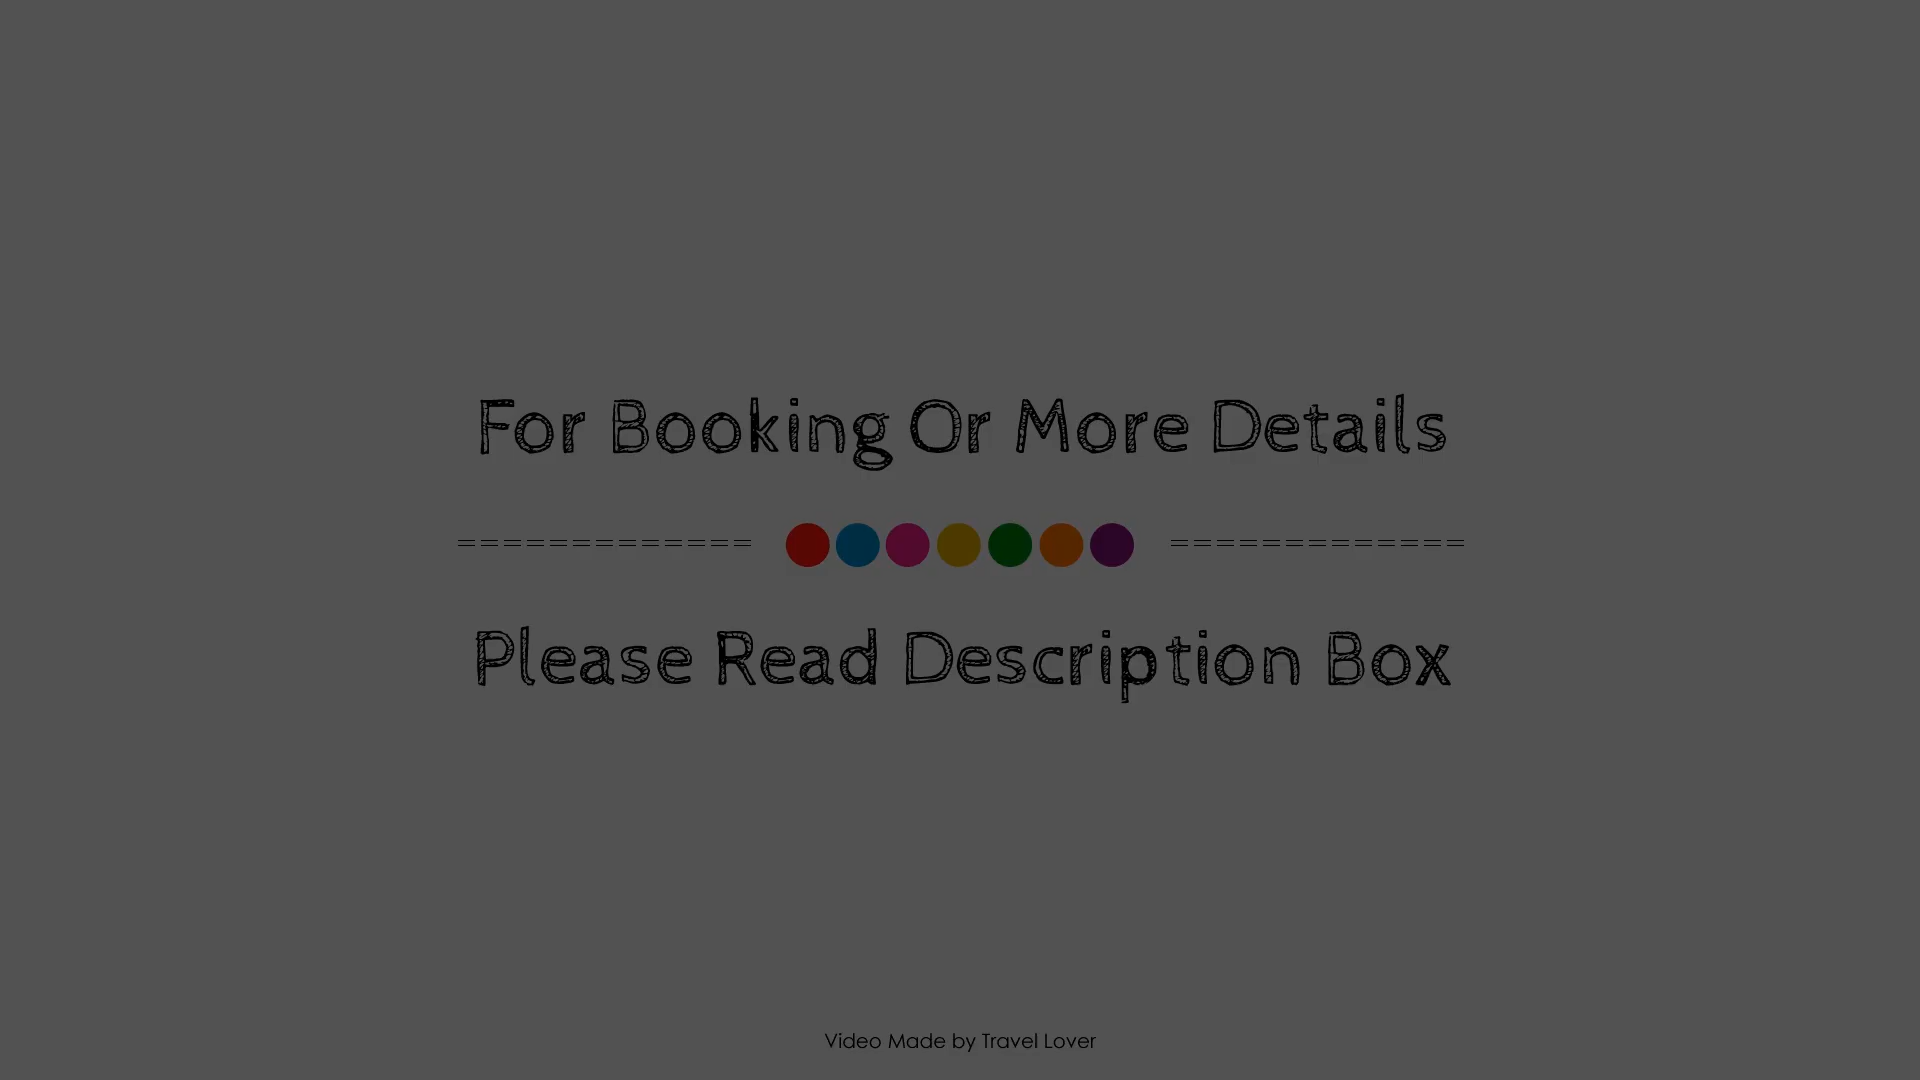 For Booking Or More Details
============= =============
Please Read Description Box
Video Made by Travel Lover